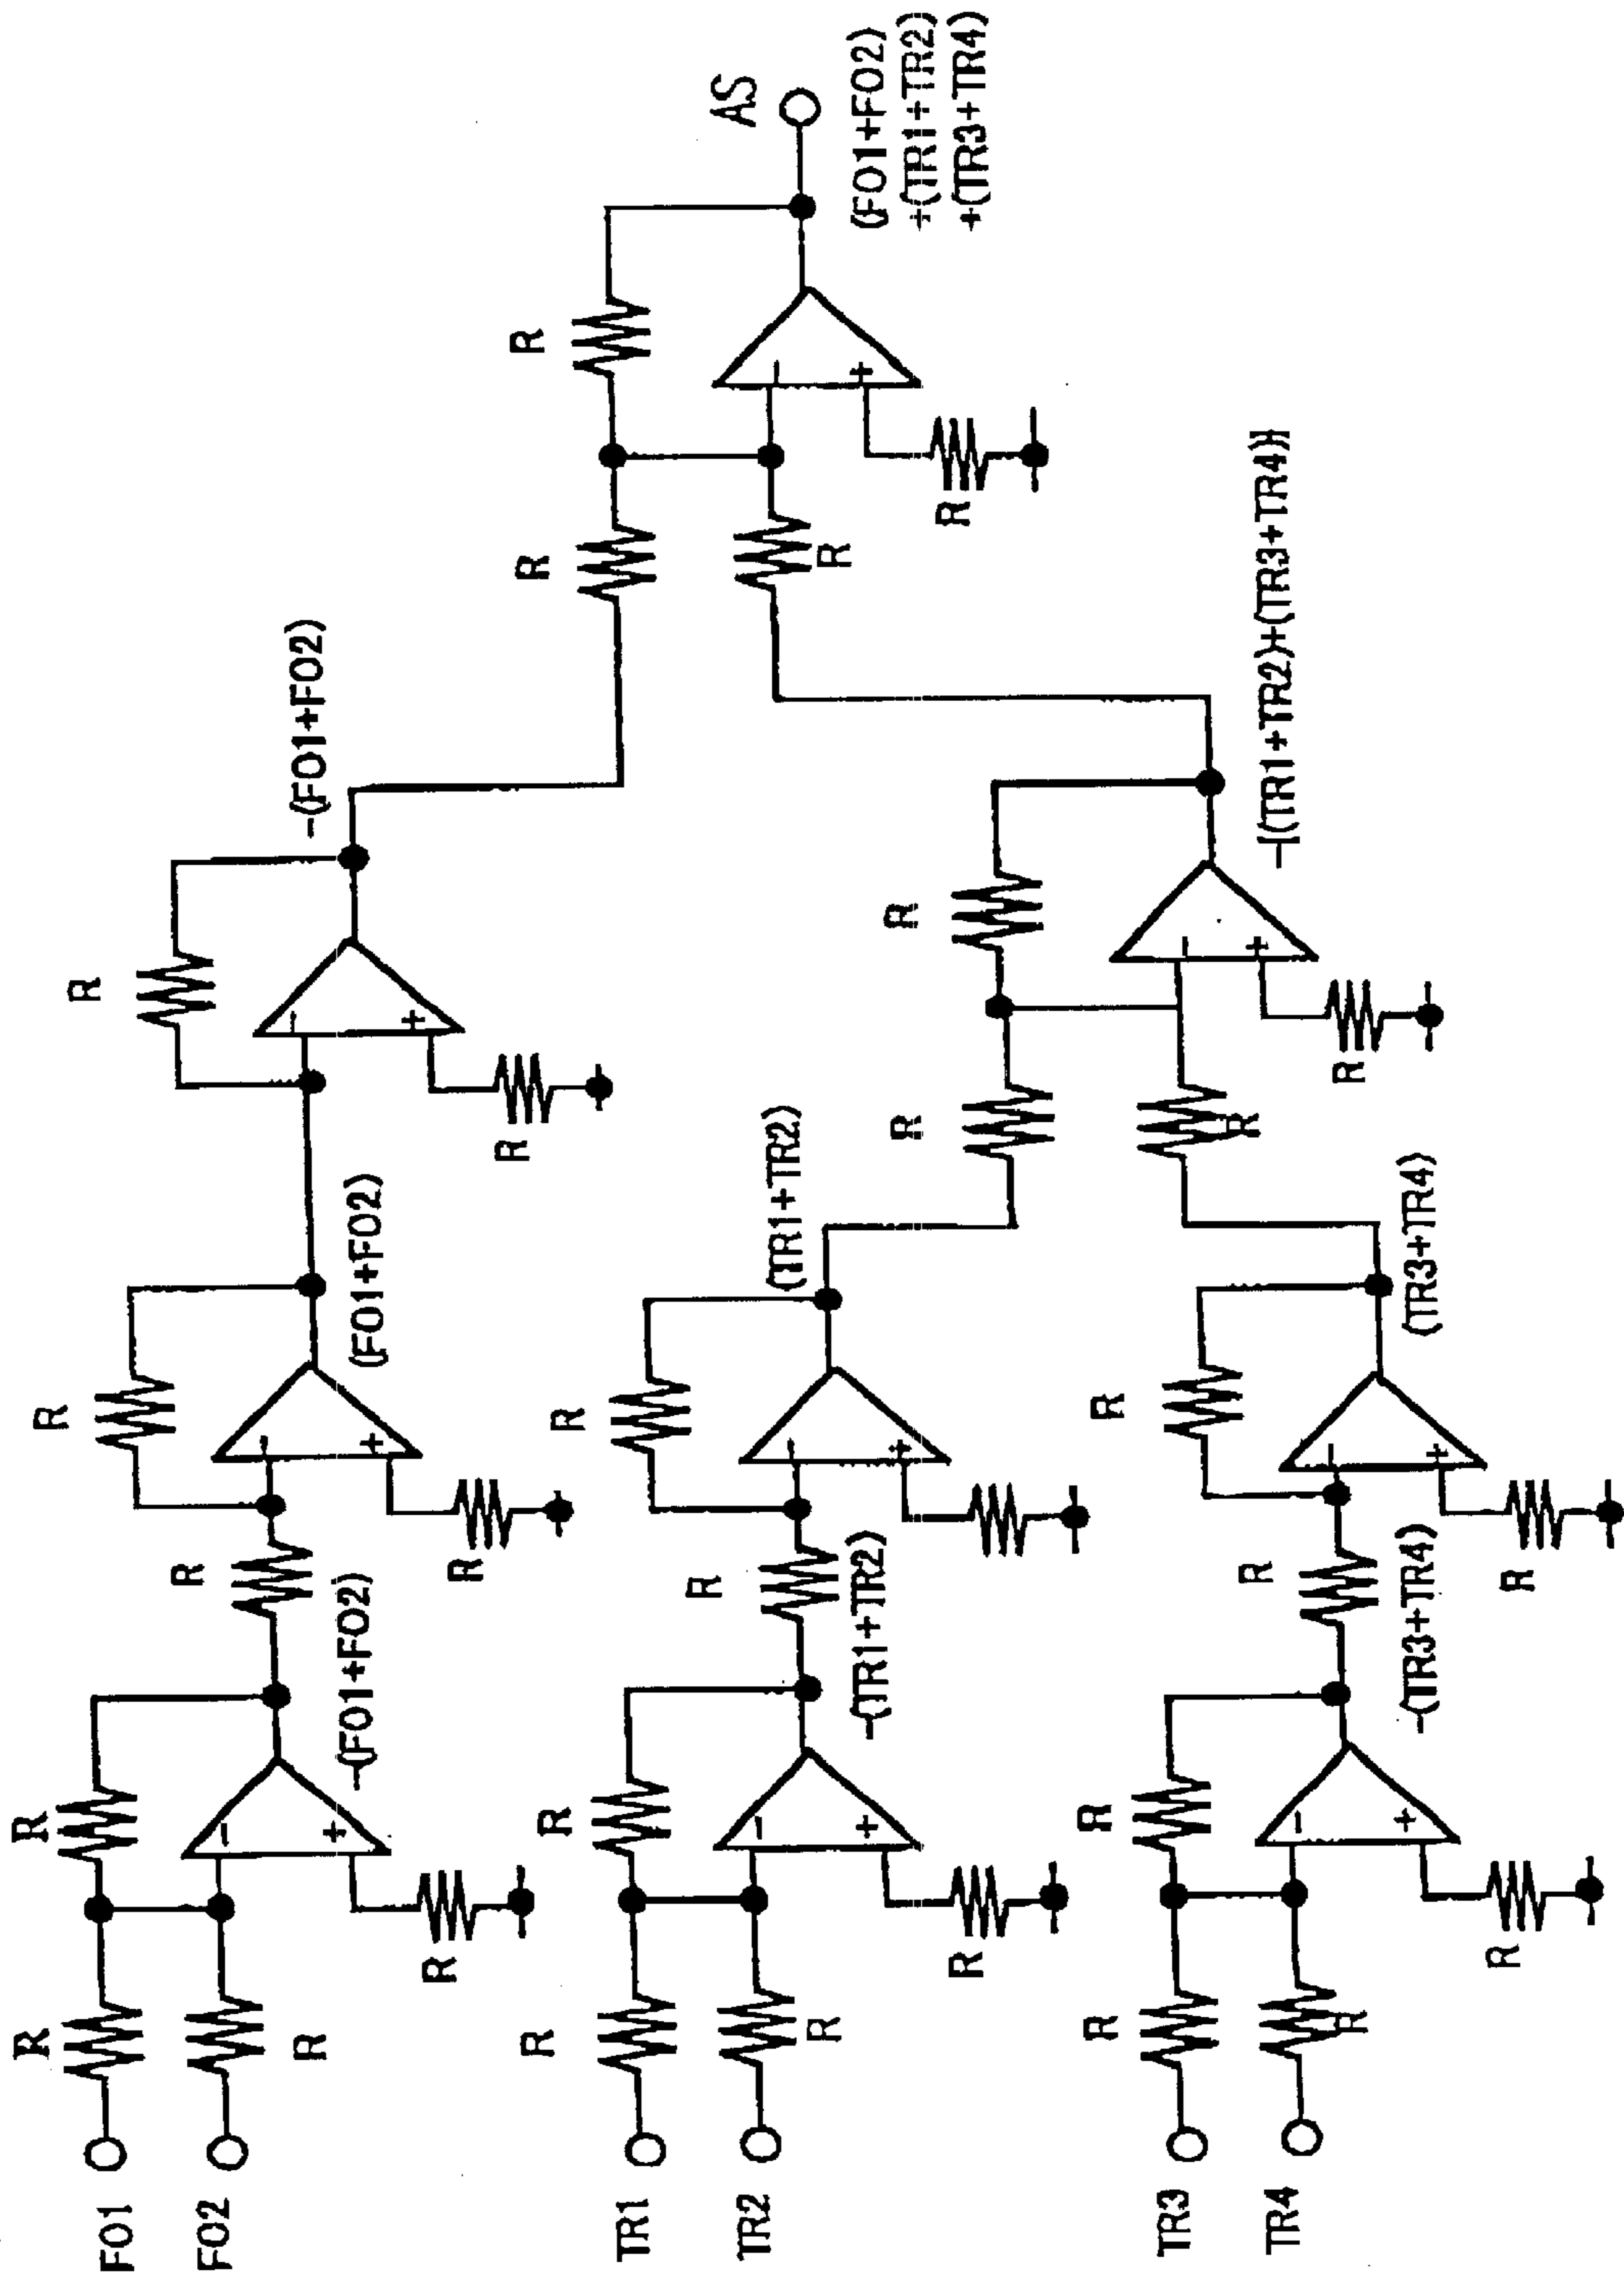 FO1
R
R
FO2
R
−
+
R
-(FO1+FO2)
R
R
−
+
R
(FO1+FO2)
R
−
+
R
-(FO1+FO2)
TR1
R
R
TR2
R
−
+
R
-(TR1+TR2)
R
R
−
+
(TR1+TR2)
TR3
R
R
TR4
R
−
+
R
-(TR3+TR4)
R
R
−
+
R
(TR3+TR4)
R
R
R
−
+
R
-[(TR1+TR2)+(TR3+TR4)]
R
R
R
−
+
R
AS
(FO1+FO2)
+(TR1+TR2)
+(TR3+TR4)